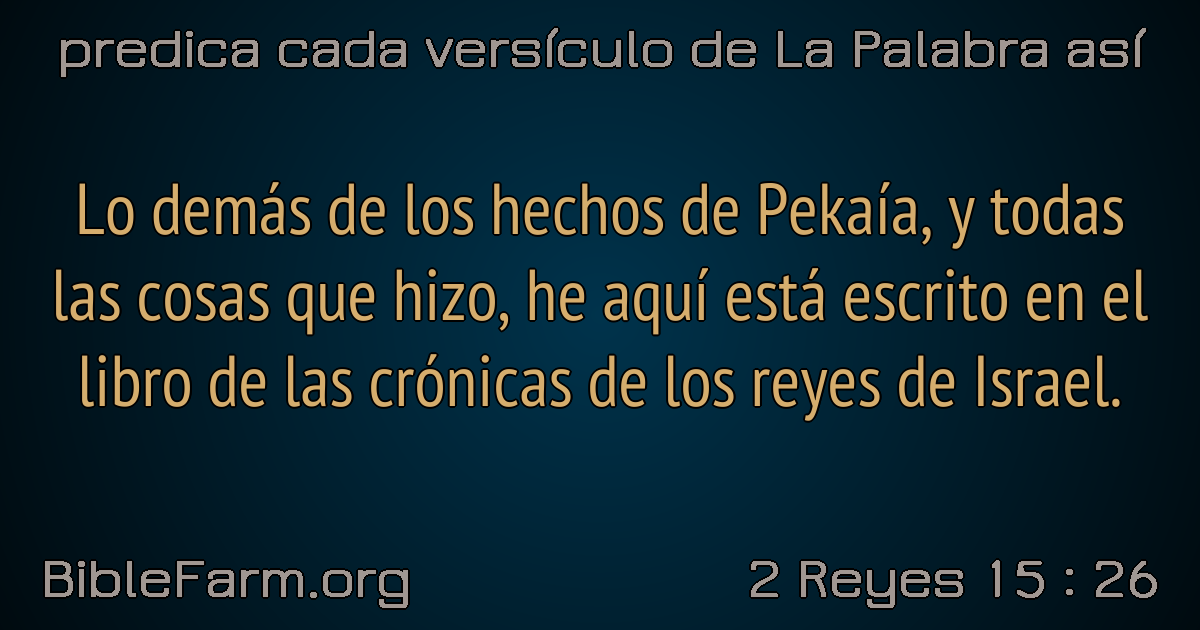 predica cada versículo de La Palabra así
Lo demás de los hechos de Pekaía, y todas
las cosas que hizo, he aquí está escrito en el
libro de las crónicas de los reyes de Israel.
BibleFarm.org
2 Reyes 15 : 26